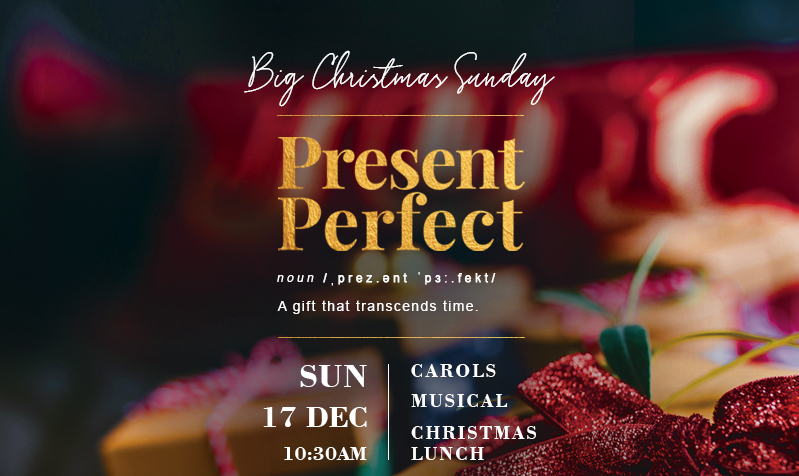 Big Christmas Sunday
Present
Perfect
noun /ˌprez.ənt ˈpɜː.fekt/
A gift that transcends time.
SUN
17 DEC
10:30AM
CAROLS
MUSICAL
CHRISTMAS
LUNCH